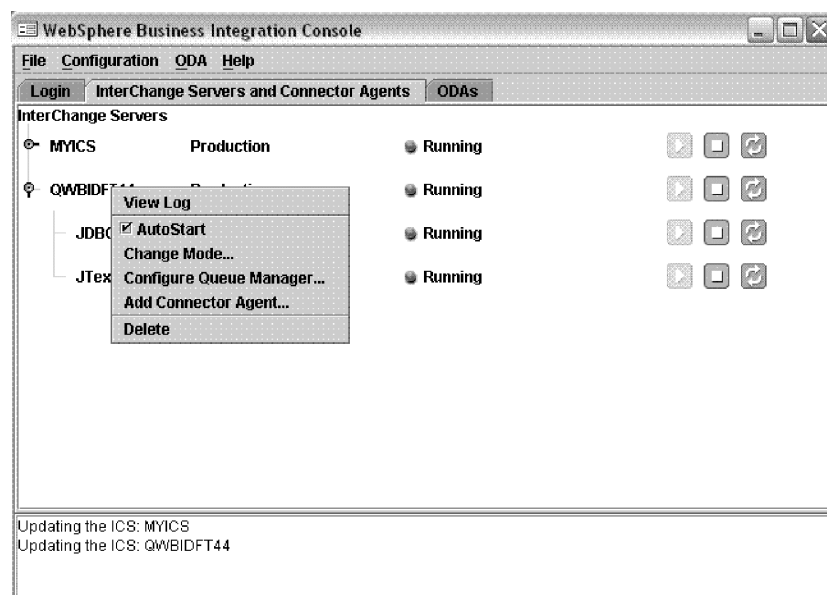 WebSphere Business Integration Console
File Configuration ODA Help
Login InterChange Servers and Connector Agents ODAs
InterChange Servers
MYICS Production Running
QWBIDFT44 Running
View Log
AutoStart
JDBC Running
Change Mode...
JTex Running
Configure Queue Manager...
Add Connector Agent...
Delete
Updating the ICS: MYICS
Updating the ICS: QWBIDFT44